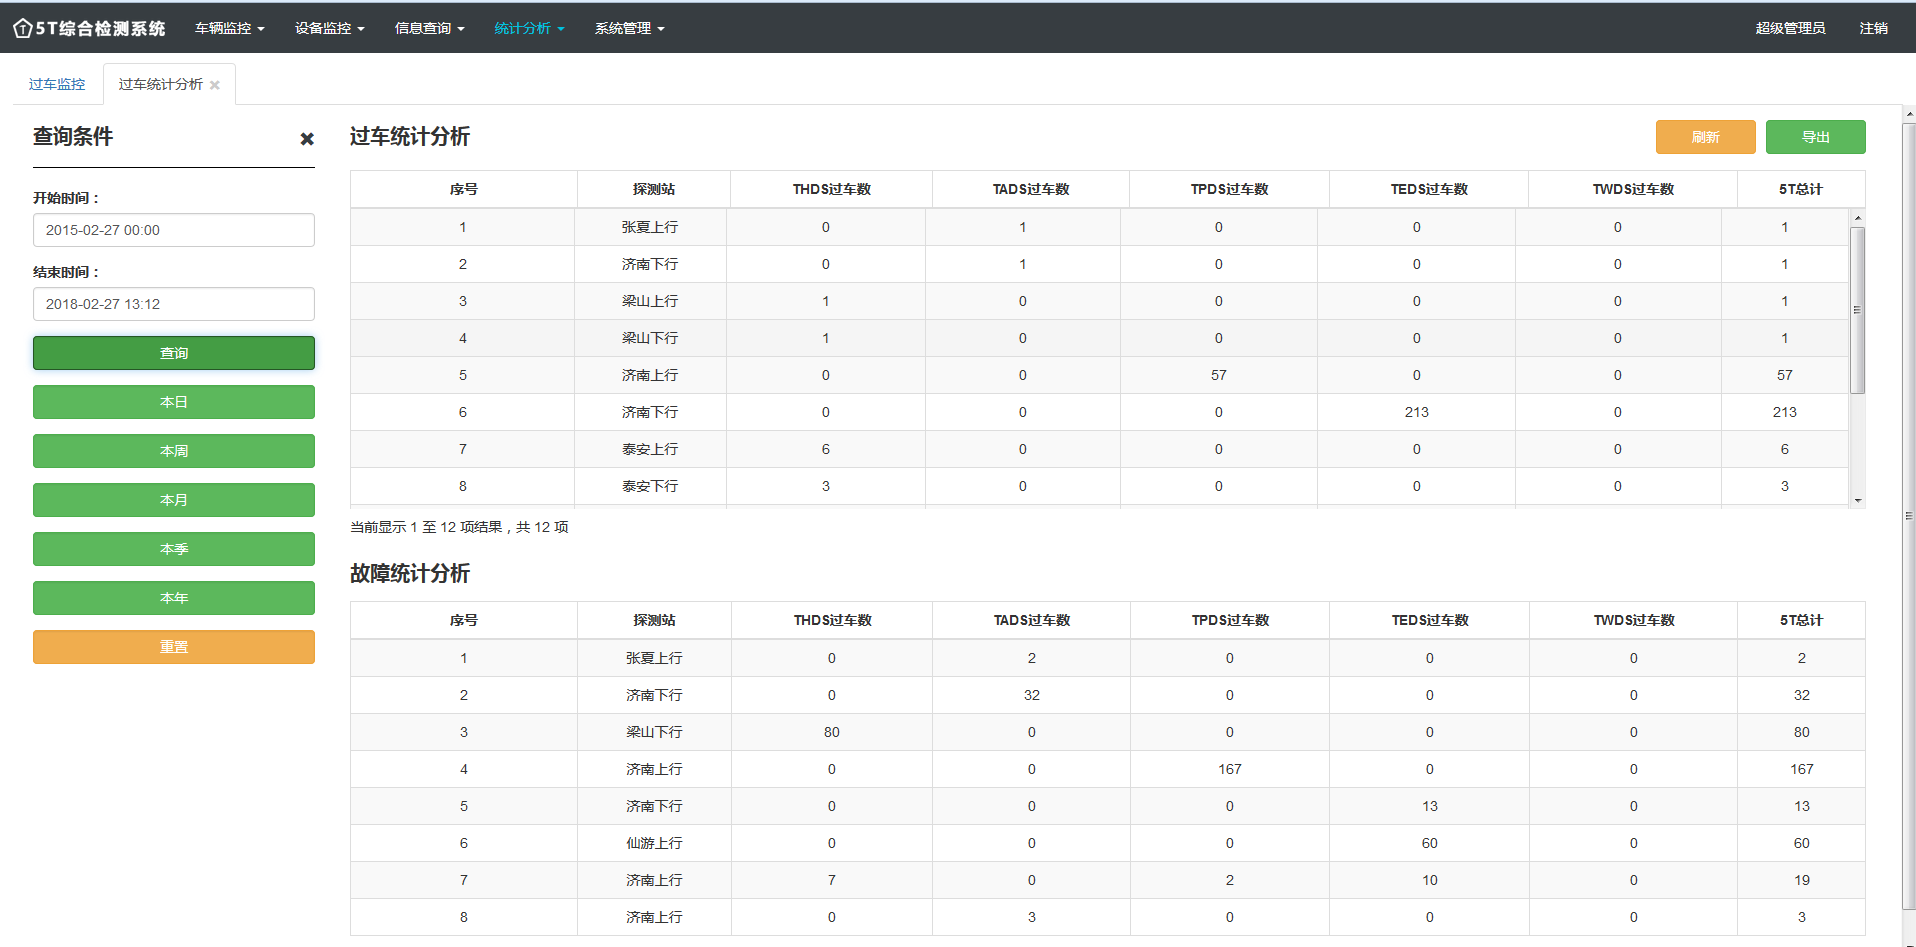 5T综合检测系统 车辆监控 设备监控 信息查询 统计分析 系统管理 超级管理员 注销
过车监控 过车统计分析 ×
查询条件
开始时间：
2015-02-27 00:00
结束时间：
2018-02-27 13:12
查询
本日
本周
本月
本季
本年
重置
过车统计分析 刷新 导出
序号 探测站 THDS过车数 TADS过车数 TPDS过车数 TEDS过车数 TWDS过车数 5T总计
1 张夏上行 0 1 0 0 0 1
2 济南下行 0 1 0 0 0 1
3 梁山上行 1 0 0 0 0 1
4 梁山下行 1 0 0 0 0 1
5 济南上行 0 0 57 0 0 57
6 济南下行 0 0 0 213 0 213
7 泰安上行 6 0 0 0 0 6
8 泰安下行 3 0 0 0 0 3
当前显示 1 至 12 项结果，共 12 项
故障统计分析
序号 探测站 THDS过车数 TADS过车数 TPDS过车数 TEDS过车数 TWDS过车数 5T总计
1 张夏上行 0 2 0 0 0 2
2 济南下行 0 32 0 0 0 32
3 梁山下行 80 0 0 0 0 80
4 济南上行 0 0 167 0 0 167
5 济南下行 0 0 0 13 0 13
6 仙游上行 0 0 0 60 0 60
7 济南上行 7 0 2 10 0 19
8 济南上行 0 3 0 0 0 3